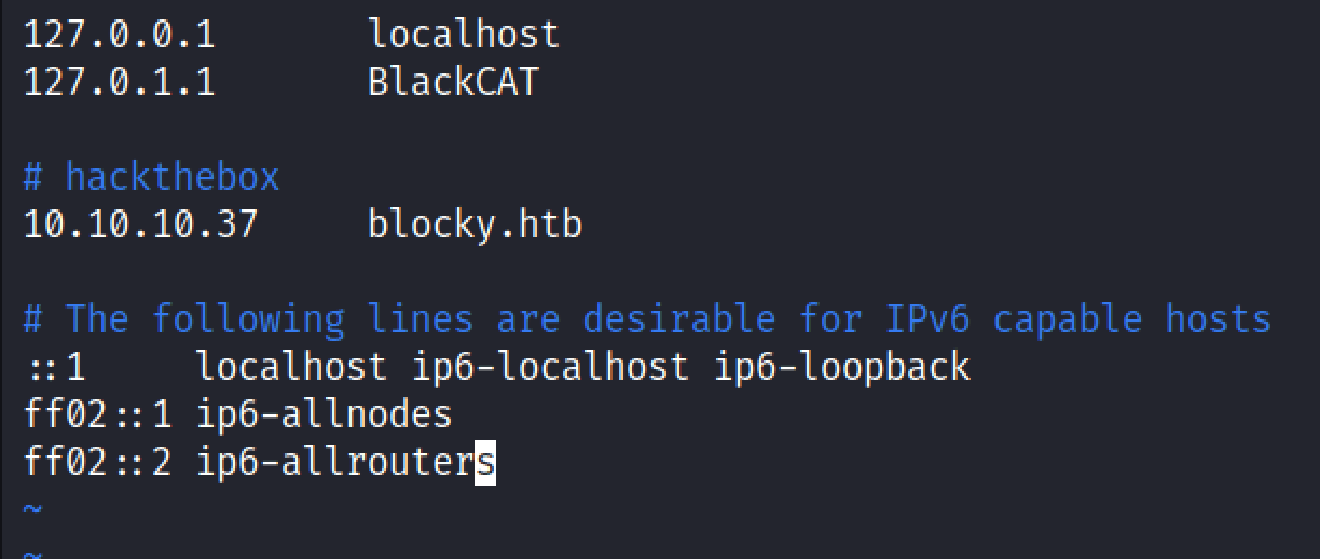 127.0.0.1       localhost
127.0.1.1       BlackCAT
# hackthebox
10.10.10.37     blocky.htb
# The following lines are desirable for IPv6 capable hosts
::1     localhost ip6-localhost ip6-loopback
ff02::1 ip6-allnodes
ff02::2 ip6-allrouters
~
~